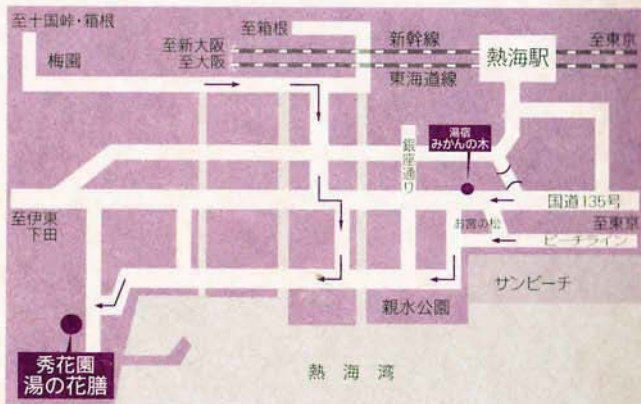 至十国峠・箱根
至箱根
梅園
至新大阪
至大阪
新幹線
東海道線
熱海駅
至東京
湯宿
みかんの木
銀座通り
国道135号
至伊東
下田
お宮の松
至東京
ビーチライン
サンビーチ
親水公園
秀花園
湯の花膳
熱海湾